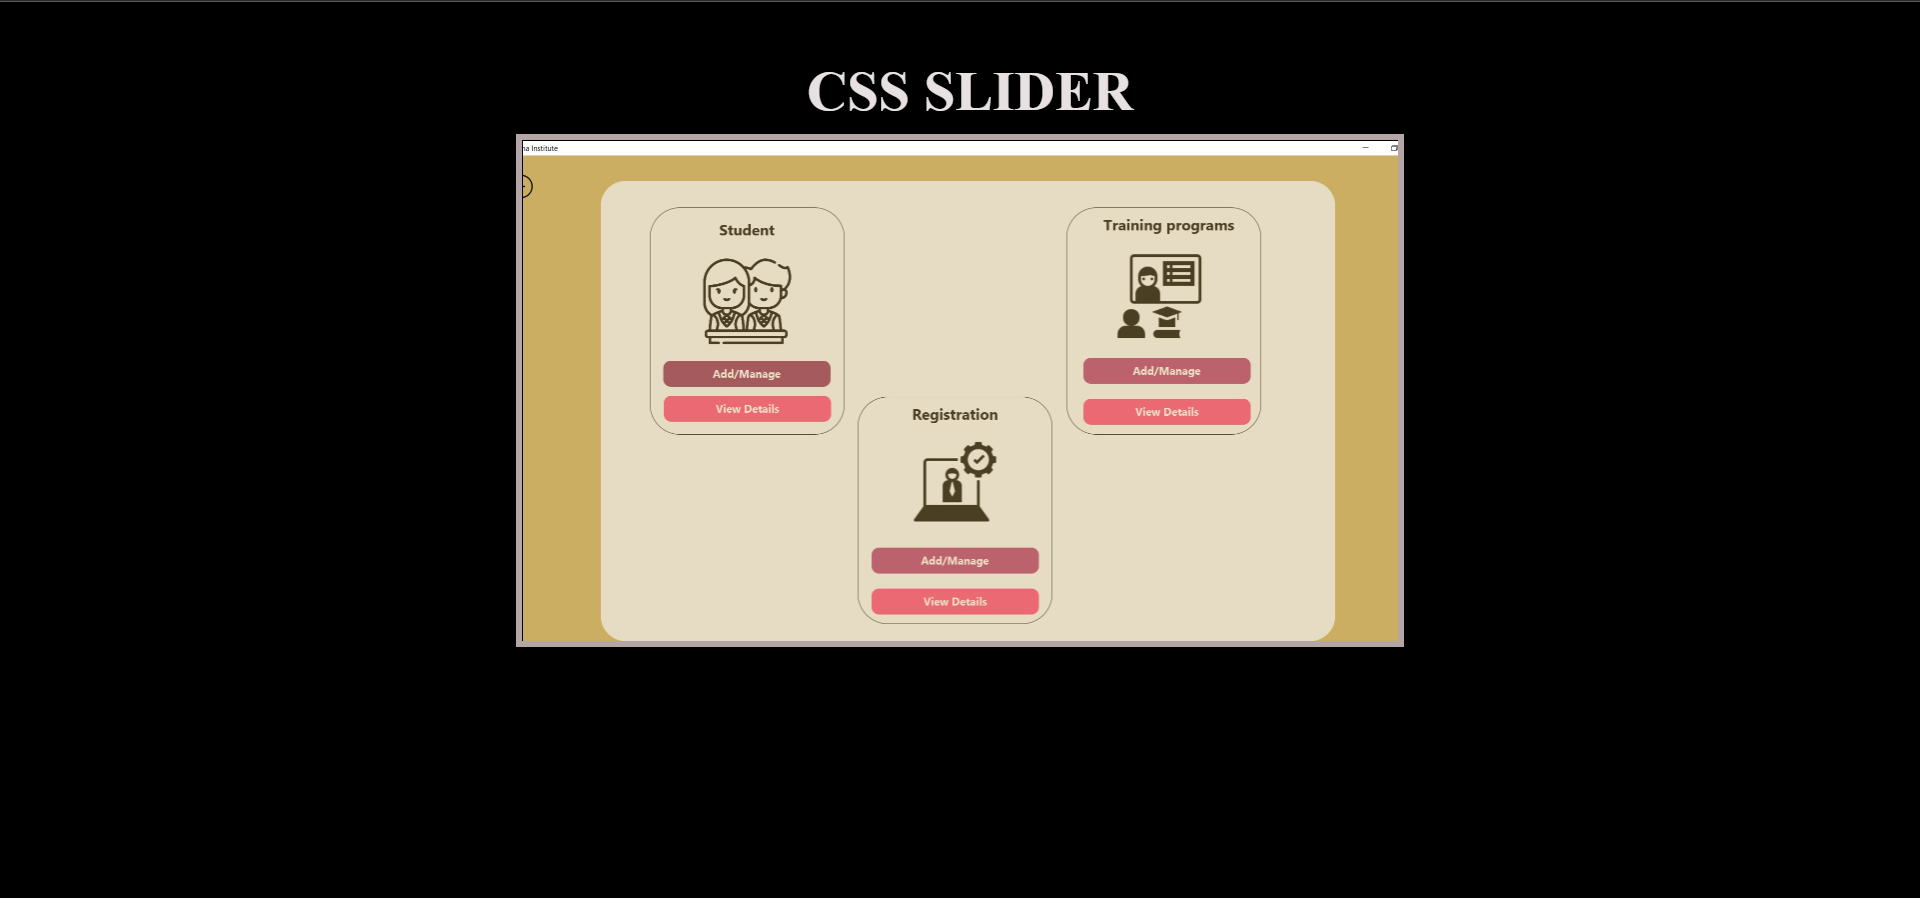 CSS SLIDER
na Institute
Student
Add/Manage
View Details
Training programs
Add/Manage
View Details
Registration
Add/Manage
View Details